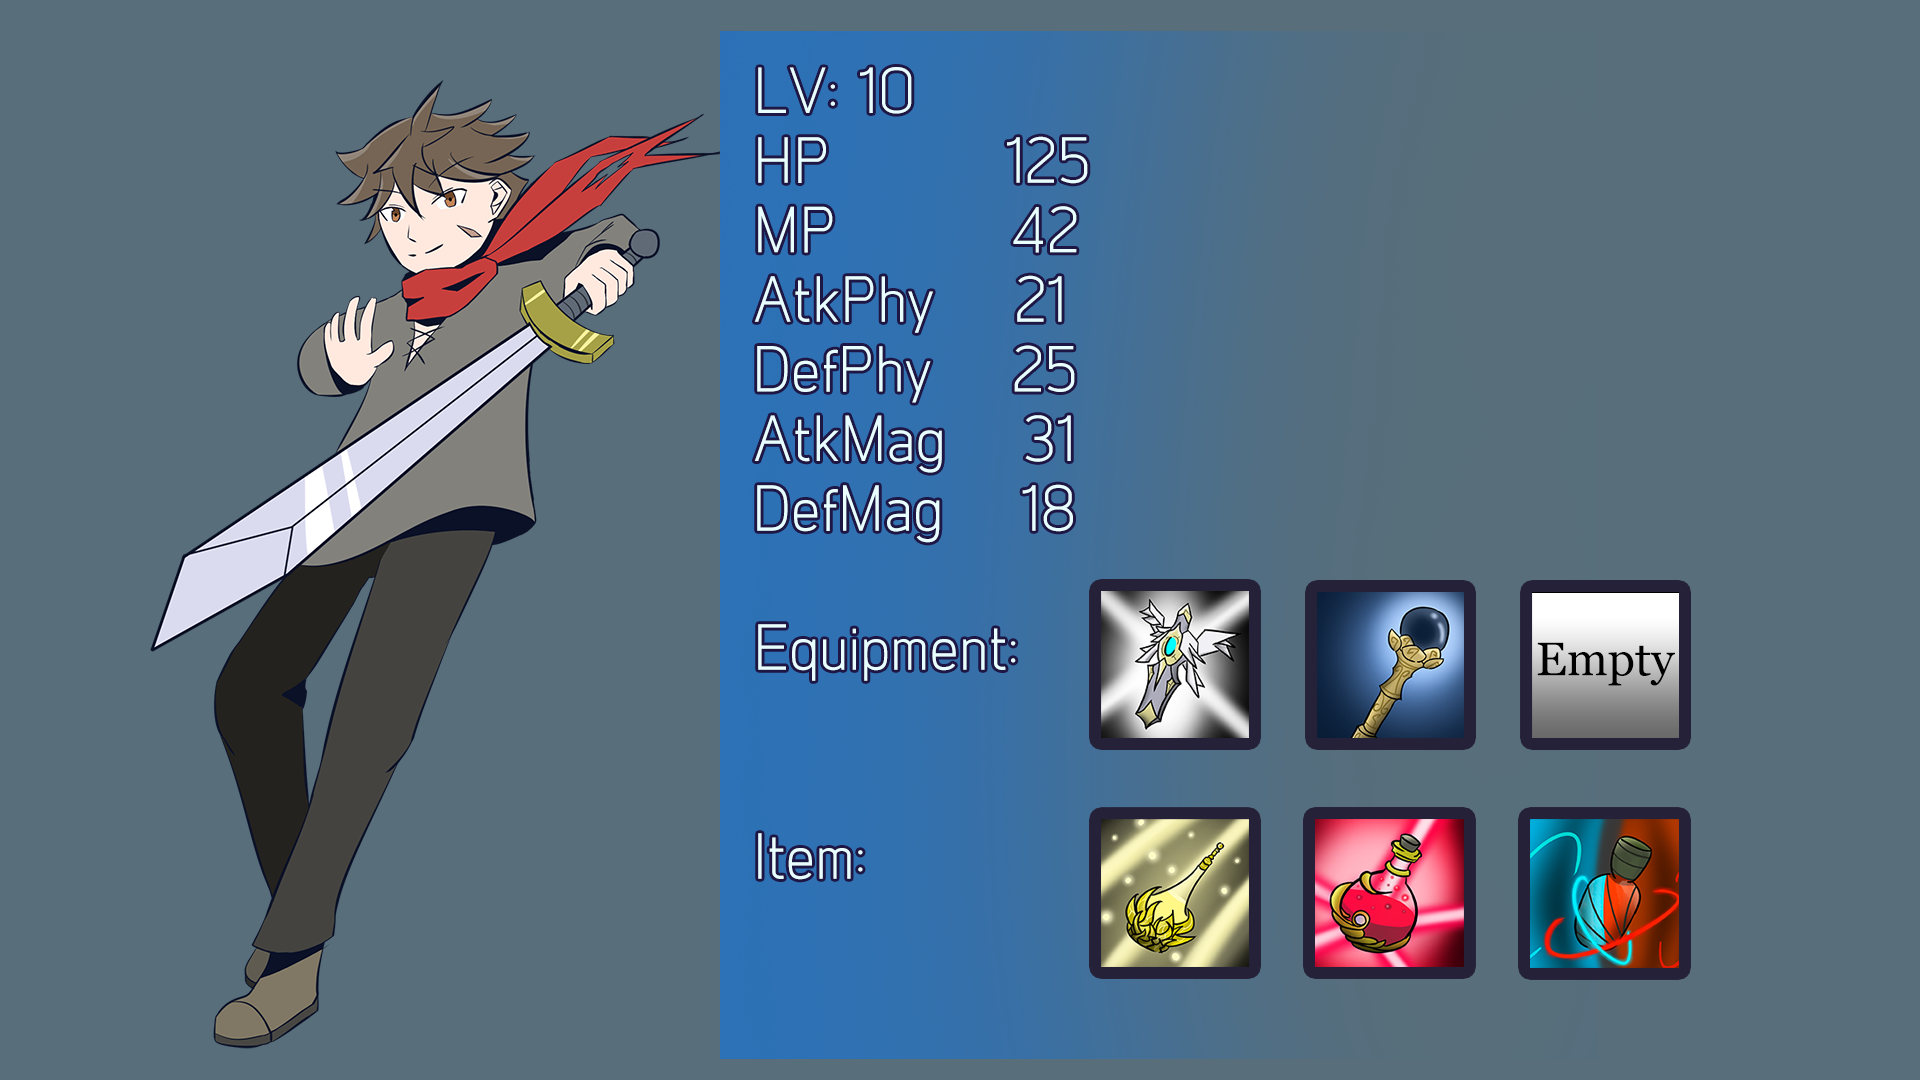 LV: 10
HP 125
MP 42
AtkPhy 21
DefPhy 25
AtkMag 31
DefMag 18
Equipment:
Empty
Item: